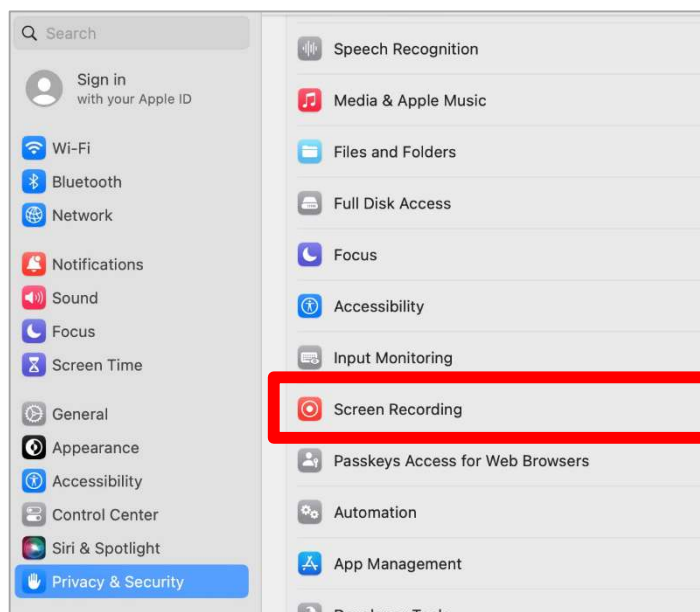 Search
Sign in
with your Apple ID
Wi-Fi
Bluetooth
Network
Notifications
Sound
Focus
Screen Time
General
Appearance
Accessibility
Control Center
Siri & Spotlight
Privacy & Security
Speech Recognition
Media & Apple Music
Files and Folders
Full Disk Access
Focus
Accessibility
Input Monitoring
Screen Recording
Passkeys Access for Web Browsers
Automation
App Management